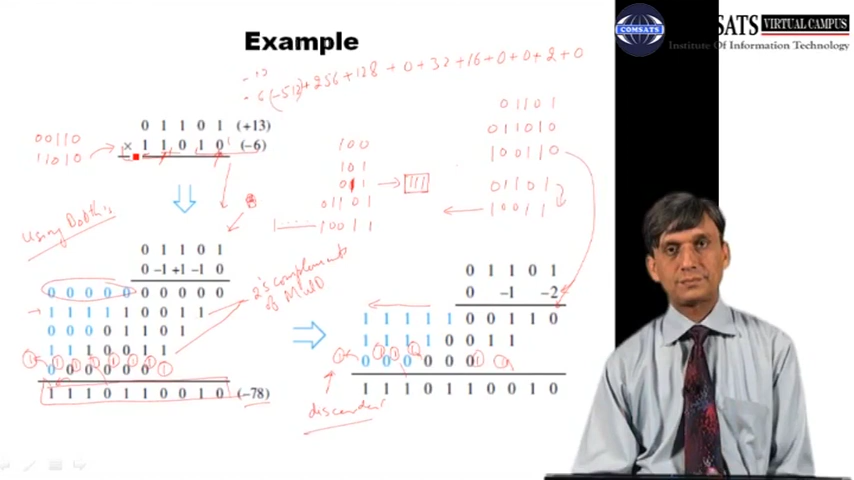 Example
COMSATS
COMSATS
VIRTUAL CAMPUS
Institute Of Information Technology
(-512)+256+128+0+32+16+0+0+2+0
0 1 1 0 1 (+13)
× 1 1 0 1 0 (-6)
00110
11010
100
101
011 → 111
01101
10011
01101
011010
100110
01101
10011
Using Booth's
0 1 1 0 1
0 -1 +1 -1 0
0 0 0 0 0 0 0 0 0 0
1 1 1 1 1 0 0 1 1
0 0 0 0 1 1 0 1
1 1 1 0 0 1 1
0 0 0 0 0 0
1 1 1 0 1 1 0 0 1 0 (-78)
2's complements
of M'and
0 1 1 0 1
0 -1 -2
1 1 1 1 1 0 0 1 1 0
1 1 1 1 0 0 1 1
0 0 0 0 0 0
1 1 1 0 1 1 0 0 1 0